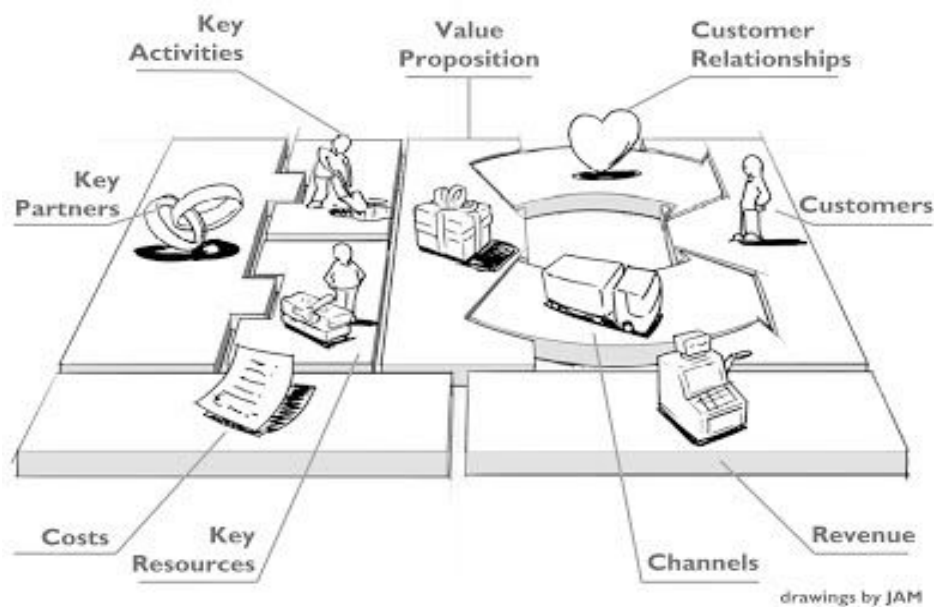 Key
Activities
Value
Proposition
Customer
Relationships
Key
Partners
Customers
Costs
Key
Resources
Channels
Revenue
drawings by JAM